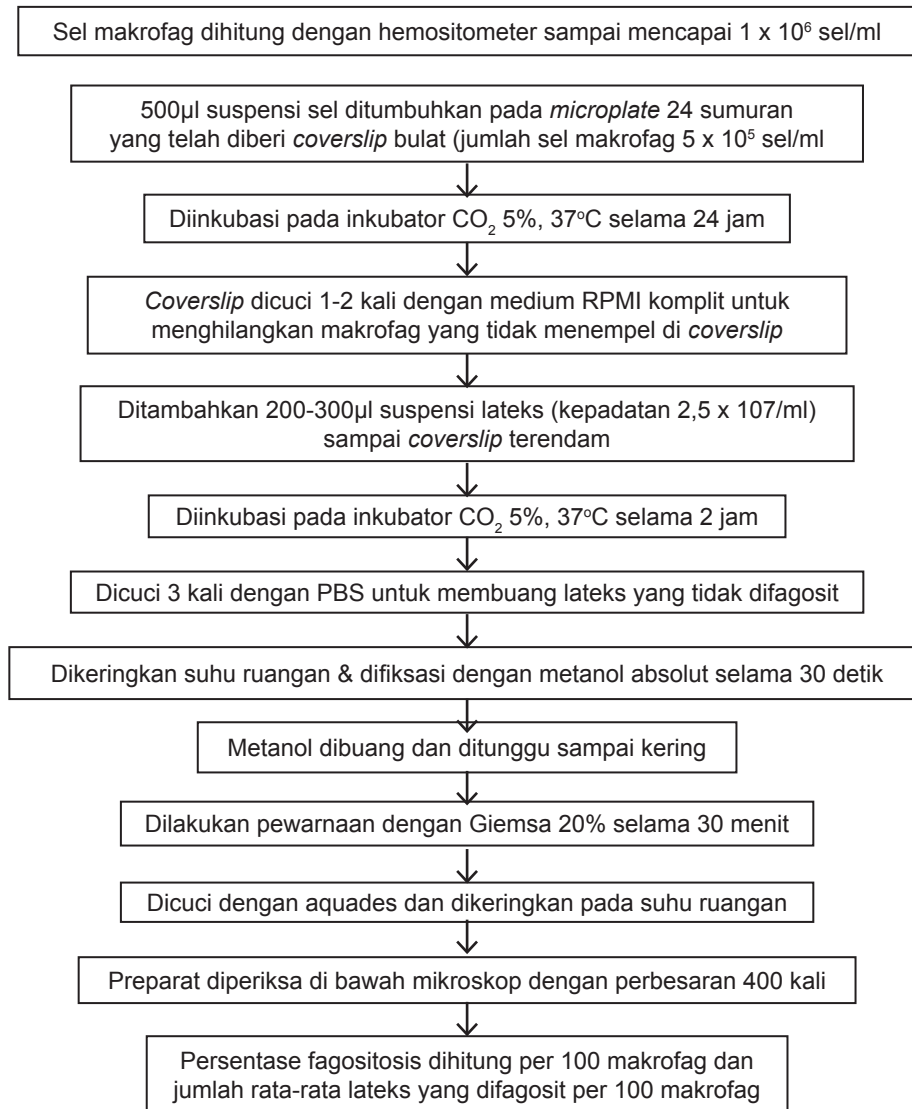 Sel makrofag dihitung dengan hemositometer sampai mencapai 1 x 10⁶ sel/ml
500µl suspensi sel ditumbuhkan pada microplate 24 sumuran
yang telah diberi coverslip bulat (jumlah sel makrofag 5 x 10⁵ sel/ml
Diinkubasi pada inkubator CO₂ 5%, 37ºC selama 24 jam
Coverslip dicuci 1-2 kali dengan medium RPMI komplit untuk
menghilangkan makrofag yang tidak menempel di coverslip
Ditambahkan 200-300µl suspensi lateks (kepadatan 2,5 x 107/ml)
sampai coverslip terendam
Diinkubasi pada inkubator CO₂ 5%, 37ºC selama 2 jam
Dicuci 3 kali dengan PBS untuk membuang lateks yang tidak difagosit
Dikeringkan suhu ruangan & difiksasi dengan metanol absolut selama 30 detik
Metanol dibuang dan ditunggu sampai kering
Dilakukan pewarnaan dengan Giemsa 20% selama 30 menit
Dicuci dengan aquades dan dikeringkan pada suhu ruangan
Preparat diperiksa di bawah mikroskop dengan perbesaran 400 kali
Persentase fagositosis dihitung per 100 makrofag dan
jumlah rata-rata lateks yang difagosit per 100 makrofag